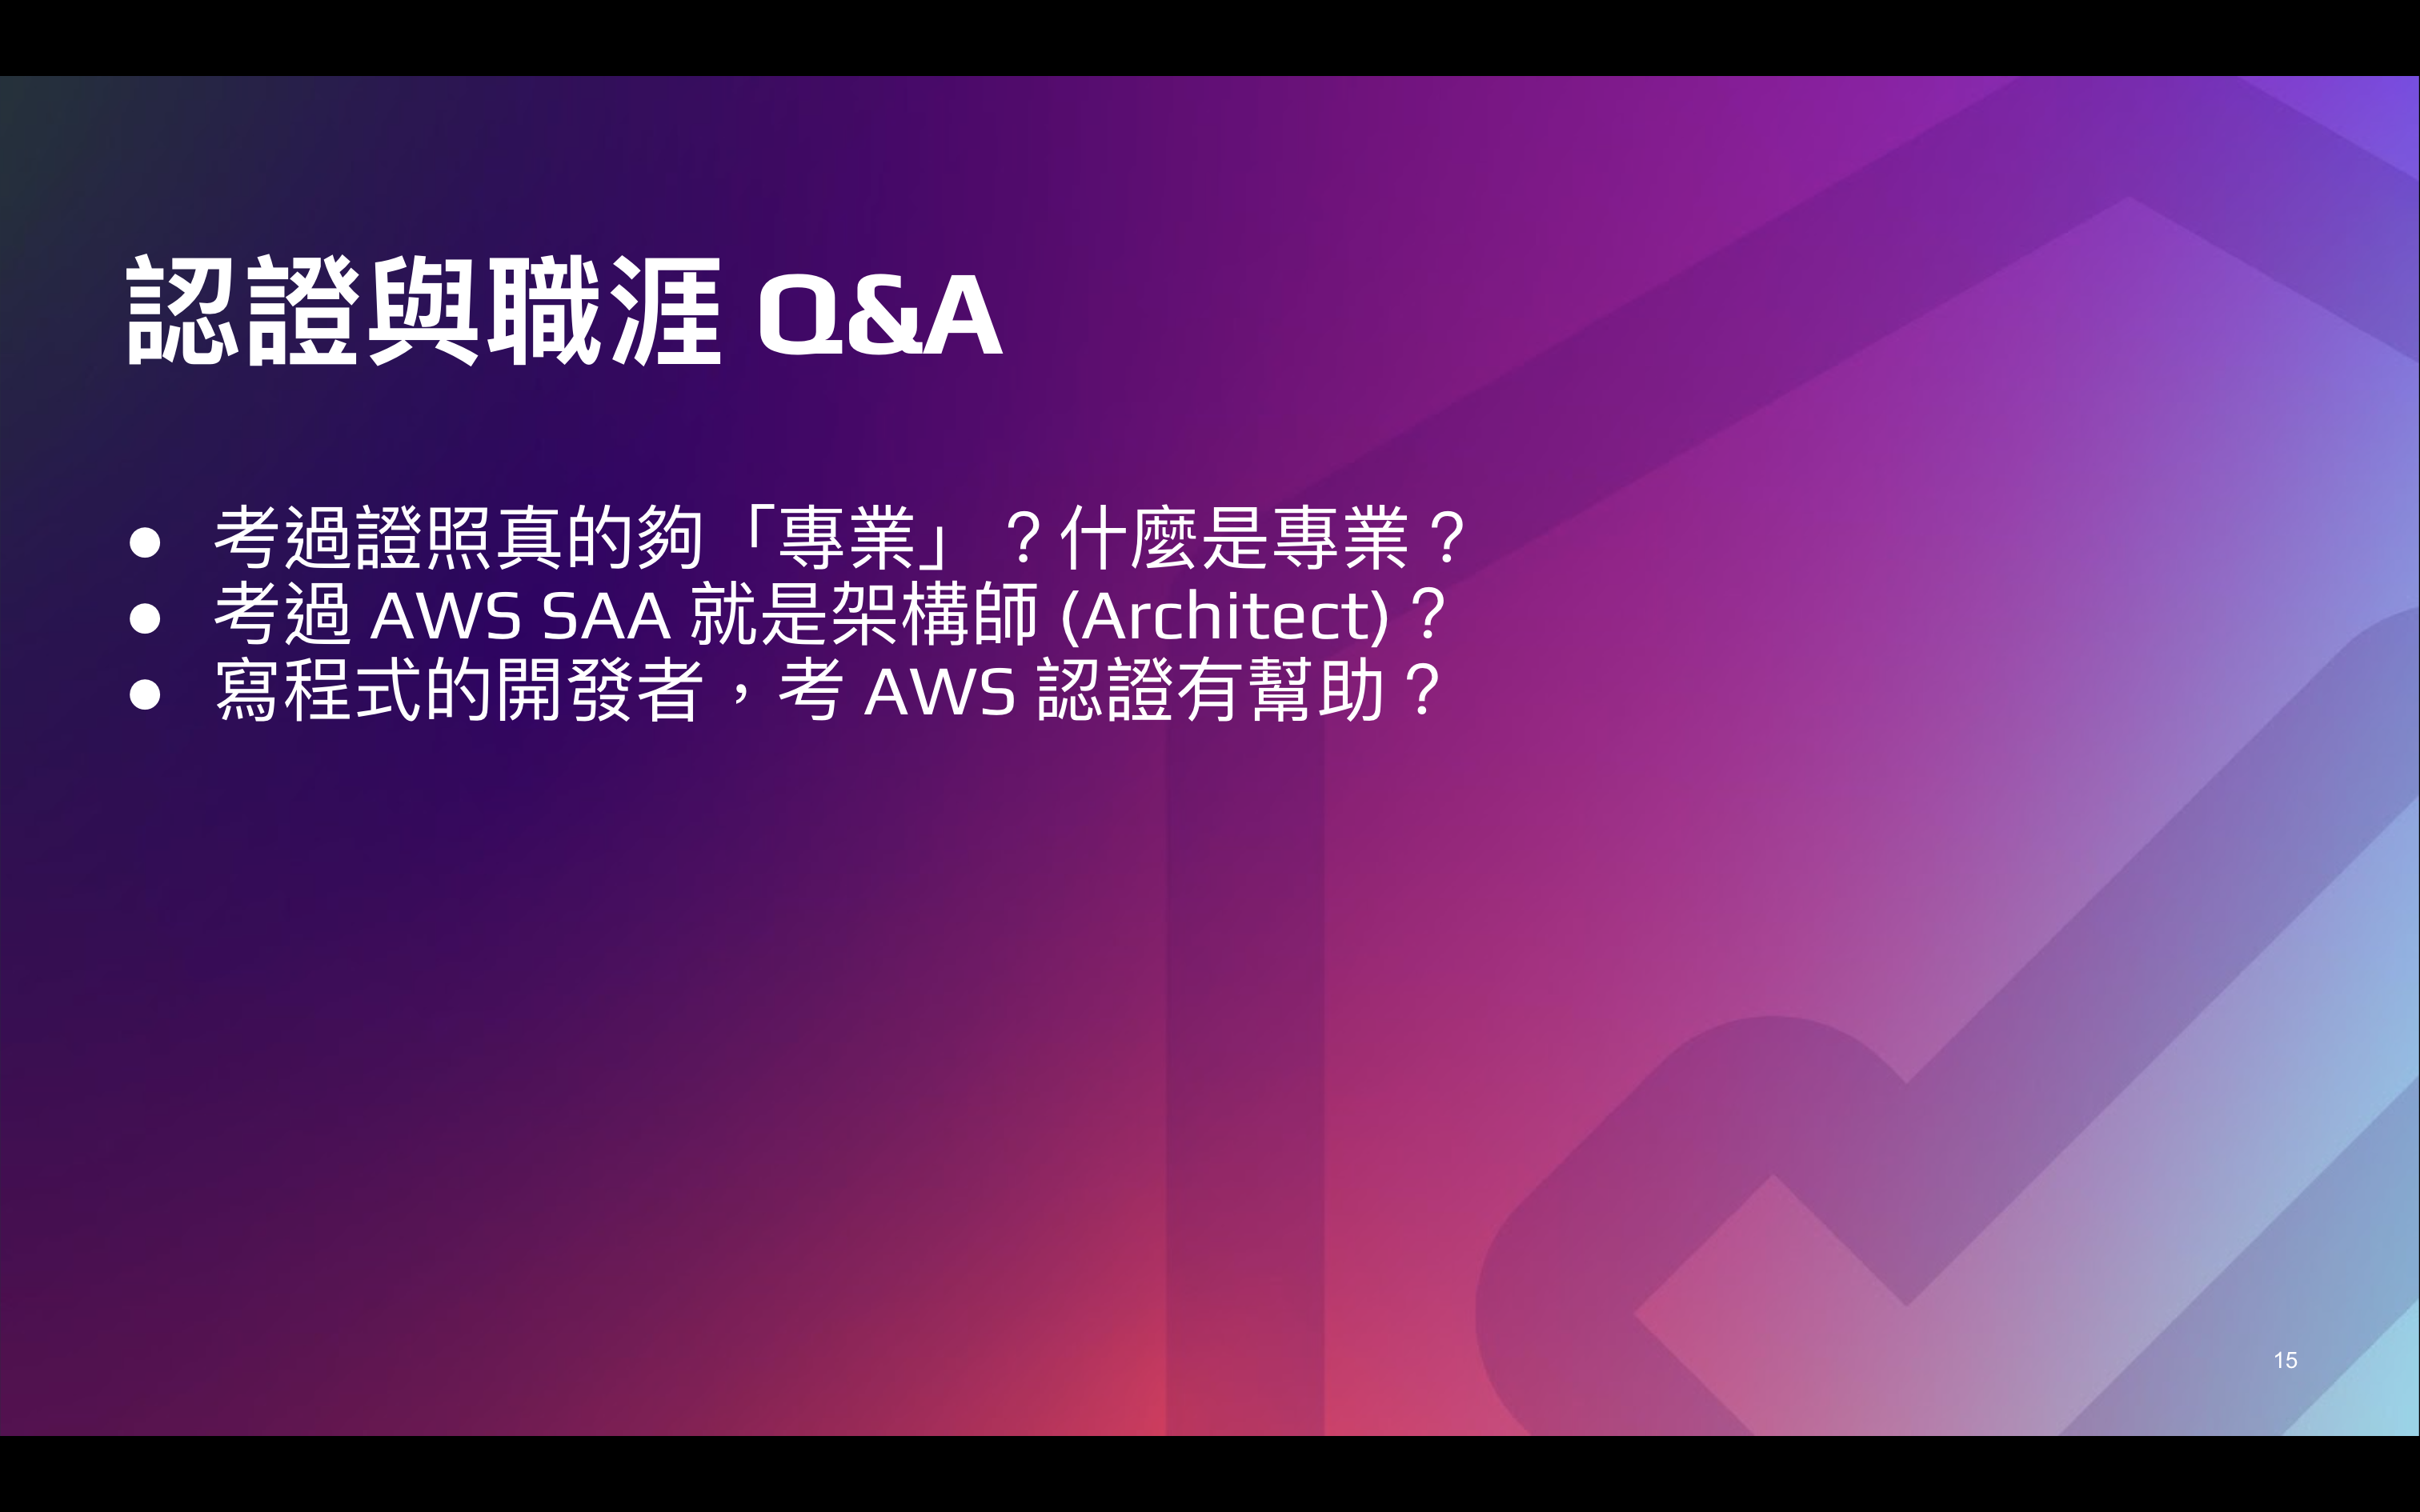 認證與職涯 Q&A
● 考過證照真的夠「專業」？什麼是專業？
● 考過 AWS SAA 就是架構師 (Architect)？
● 寫程式的開發者，考 AWS 認證有幫助？
15